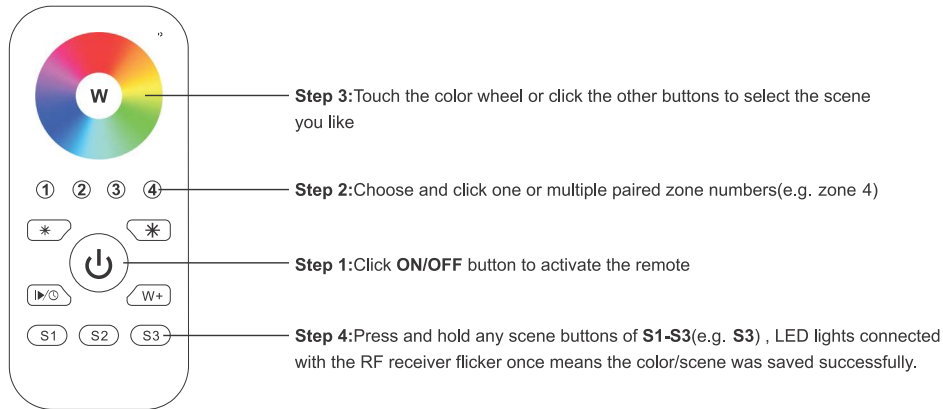 W
Step 3:Touch the color wheel or click the other buttons to select the scene
you like
1 2 3 4
Step 2:Choose and click one or multiple paired zone numbers(e.g. zone 4)
Step 1:Click ON/OFF button to activate the remote
W+
S1 S2 S3
Step 4:Press and hold any scene buttons of S1-S3(e.g. S3) , LED lights connected
with the RF receiver flicker once means the color/scene was saved successfully.